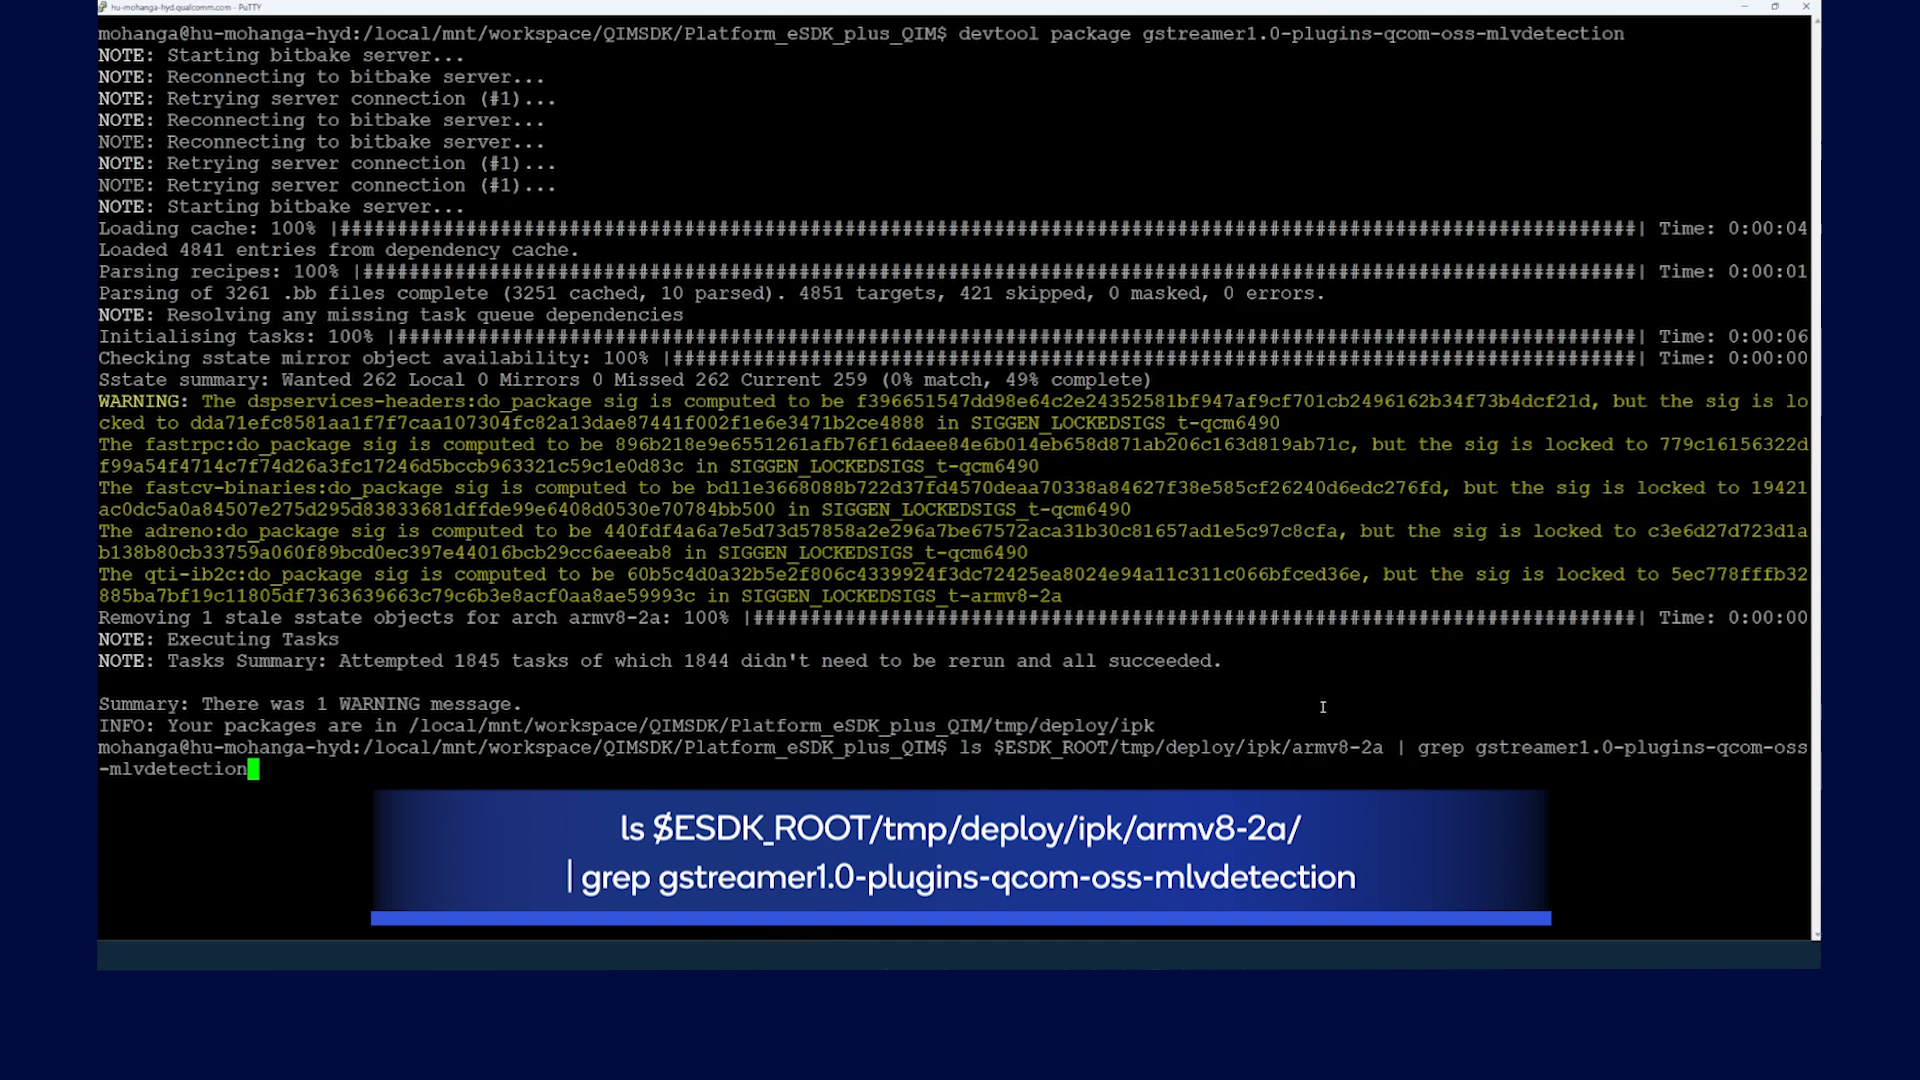 hu-mohanga-hyd.qualcomm.com - PuTTY
mohanga@hu-mohanga-hyd:/local/mnt/workspace/QIMSDK/Platform_eSDK_plus_QIM$ devtool package gstreamer1.0-plugins-qcom-oss-mlvdetection
NOTE: Starting bitbake server...
NOTE: Reconnecting to bitbake server...
NOTE: Retrying server connection (#1)...
NOTE: Reconnecting to bitbake server...
NOTE: Reconnecting to bitbake server...
NOTE: Retrying server connection (#1)...
NOTE: Retrying server connection (#1)...
NOTE: Starting bitbake server...
Loading cache: 100% |#################################################################################################################| Time: 0:00:04
Loaded 4841 entries from dependency cache.
Parsing recipes: 100% |###############################################################################################################| Time: 0:00:01
Parsing of 3261 .bb files complete (3251 cached, 10 parsed). 4851 targets, 421 skipped, 0 masked, 0 errors.
NOTE: Resolving any missing task queue dependencies
Initialising tasks: 100% |############################################################################################################| Time: 0:00:06
Checking sstate mirror object availability: 100% |####################################################################################| Time: 0:00:00
Sstate summary: Wanted 262 Local 0 Mirrors 0 Missed 262 Current 259 (0% match, 49% complete)
WARNING: The dspservices-headers:do_package sig is computed to be f396651547dd98e64c2e24352581bf947af9cf701cb2496162b34f73b4dcf21d, but the sig is lo
cked to dda71efc8581aa1f7f7caa107304fc82a13dae87441f002f1e6e3471b2ce4888 in SIGGEN_LOCKEDSIGS_t-qcm6490
The fastrpc:do_package sig is computed to be 896b218e9e6551261afb76f16daee84e6b014eb658d871ab206c163d819ab71c, but the sig is locked to 779c16156322d
f99a54f4714c7f74d26a3fc17246d5bccb963321c59c1e0d83c in SIGGEN_LOCKEDSIGS_t-qcm6490
The fastcv-binaries:do_package sig is computed to be bd11e3668088b722d37fd4570deaa70338a84627f38e585cf26240d6edc276fd, but the sig is locked to 19421
ac0dc5a0a84507e275d295d83833681dffde99e6408d0530e70784bb500 in SIGGEN_LOCKEDSIGS_t-qcm6490
The adreno:do_package sig is computed to be 440fdf4a6a7e5d73d57858a2e296a7be67572aca31b30c81657ad1e5c97c8cfa, but the sig is locked to c3e6d27d723d1a
b138b80cb33759a060f89bcd0ec397e44016bcb29cc6aeeab8 in SIGGEN_LOCKEDSIGS_t-qcm6490
The qti-ib2c:do_package sig is computed to be 60b5c4d0a32b5e2f806c4339924f3dc72425ea8024e94a11c311c066bfced36e, but the sig is locked to 5ec778fffb32
885ba7bf19c11805df7363639663c79c6b3e8acf0aa8ae59993c in SIGGEN_LOCKEDSIGS_t-armv8-2a
Removing 1 stale sstate objects for arch armv8-2a: 100% |#############################################################################| Time: 0:00:00
NOTE: Executing Tasks
NOTE: Tasks Summary: Attempted 1845 tasks of which 1844 didn't need to be rerun and all succeeded.
Summary: There was 1 WARNING message.
INFO: Your packages are in /local/mnt/workspace/QIMSDK/Platform_eSDK_plus_QIM/tmp/deploy/ipk
mohanga@hu-mohanga-hyd:/local/mnt/workspace/QIMSDK/Platform_eSDK_plus_QIM$ ls $ESDK_ROOT/tmp/deploy/ipk/armv8-2a | grep gstreamer1.0-plugins-qcom-oss
-mlvdetection
ls $ESDK_ROOT/tmp/deploy/ipk/armv8-2a/
| grep gstreamer1.0-plugins-qcom-oss-mlvdetection